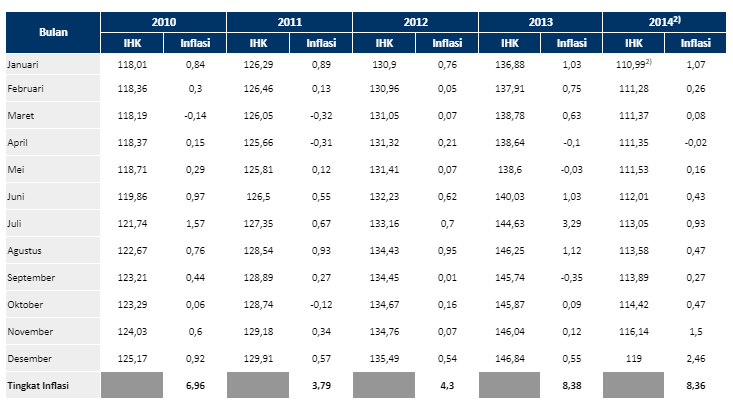 Bulan 2010 2011 2012 2013 2014²⁾
IHK Inflasi IHK Inflasi IHK Inflasi IHK Inflasi IHK Inflasi
Januari 118,01 0,84 126,29 0,89 130,9 0,76 136,88 1,03 110,99²⁾ 1,07
Februari 118,36 0,3 126,46 0,13 130,96 0,05 137,91 0,75 111,28 0,26
Maret 118,19 -0,14 126,05 -0,32 131,05 0,07 138,78 0,63 111,37 0,08
April 118,37 0,15 125,66 -0,31 131,32 0,21 138,64 -0,1 111,35 -0,02
Mei 118,71 0,29 125,81 0,12 131,41 0,07 138,6 -0,03 111,53 0,16
Juni 119,86 0,97 126,5 0,55 132,23 0,62 140,03 1,03 112,01 0,43
Juli 121,74 1,57 127,35 0,67 133,16 0,7 144,63 3,29 113,05 0,93
Agustus 122,67 0,76 128,54 0,93 134,43 0,95 146,25 1,12 113,58 0,47
September 123,21 0,44 128,89 0,27 134,45 0,01 145,74 -0,35 113,89 0,27
Oktober 123,29 0,06 128,74 -0,12 134,67 0,16 145,87 0,09 114,42 0,47
November 124,03 0,6 129,18 0,34 134,76 0,07 146,04 0,12 116,14 1,5
Desember 125,17 0,92 129,91 0,57 135,49 0,54 146,84 0,55 119 2,46
Tingkat Inflasi 6,96 3,79 4,3 8,38 8,36